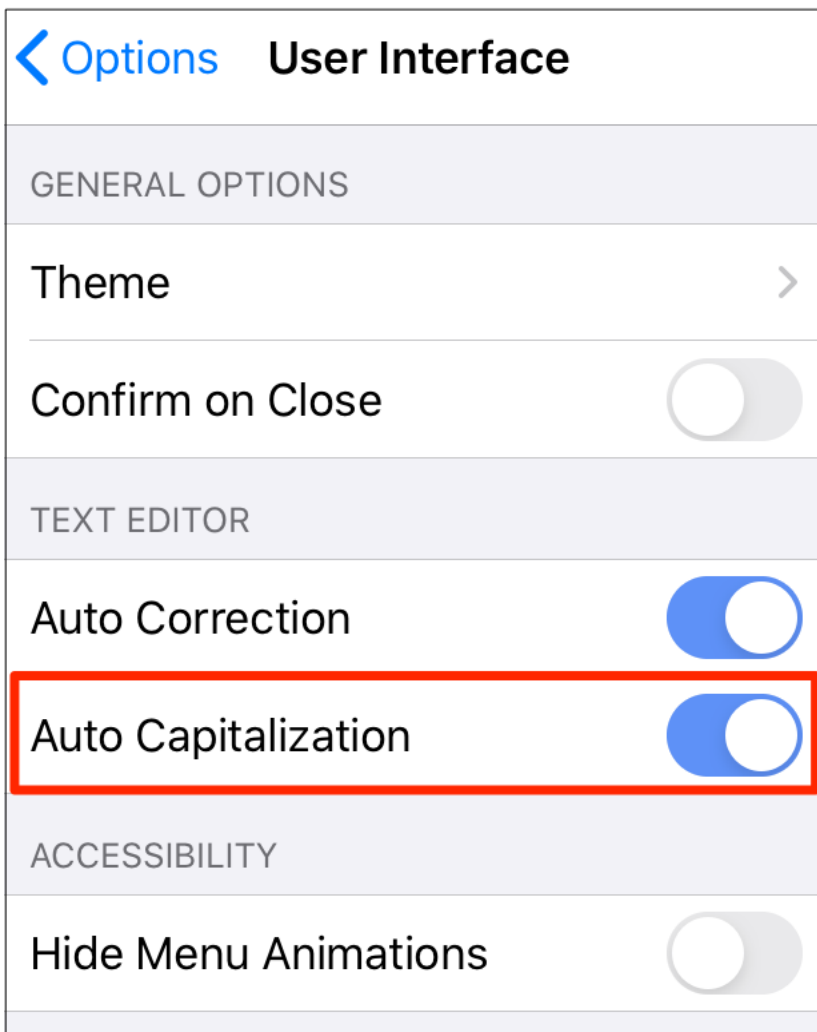 Options User Interface
GENERAL OPTIONS
Theme
Confirm on Close
TEXT EDITOR
Auto Correction
Auto Capitalization
ACCESSIBILITY
Hide Menu Animations